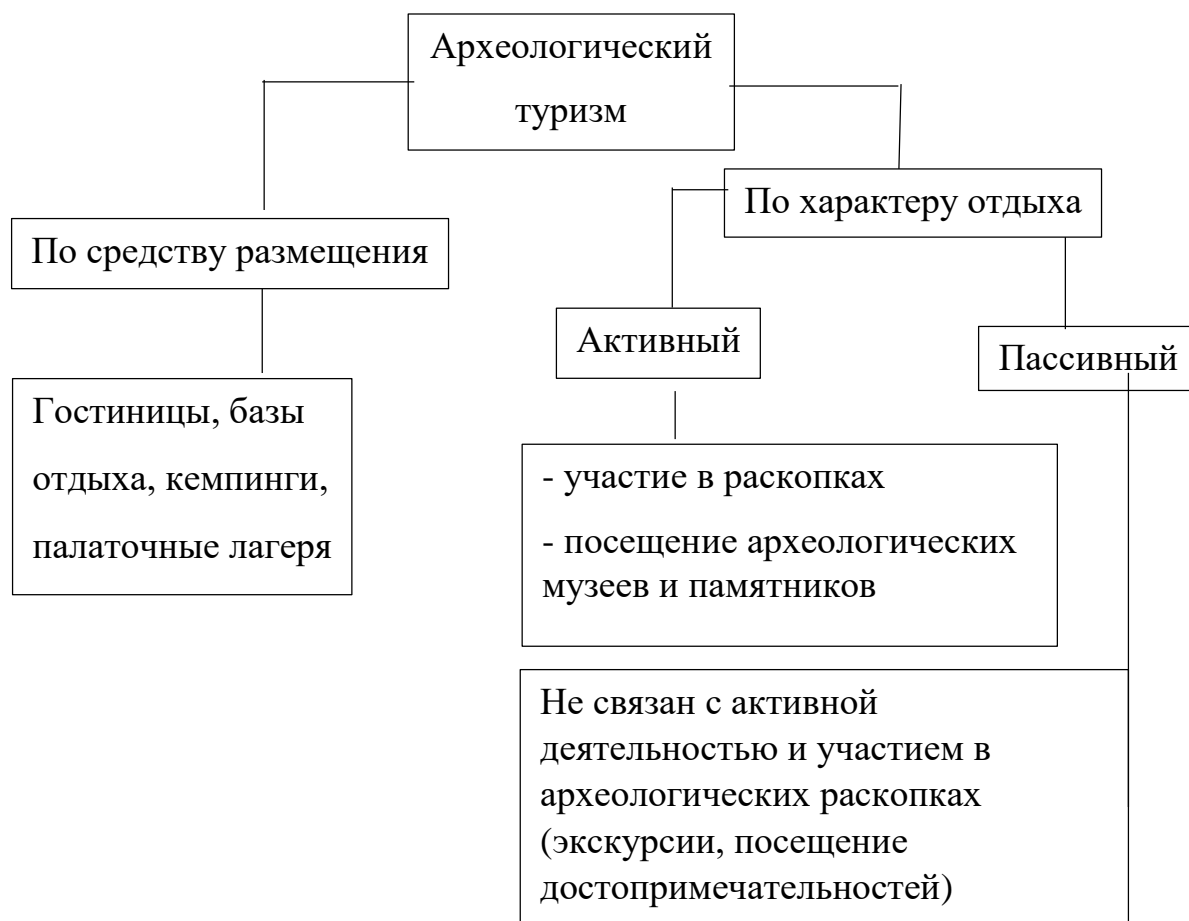 Археологический
туризм
По характеру отдыха
По средству размещения
Активный
Пассивный
Гостиницы, базы
отдыха, кемпинги,
палаточные лагеря
- участие в раскопках
- посещение археологических
музеев и памятников
Не связан с активной
деятельностью и участием в
археологических раскопках
(экскурсии, посещение
достопримечательностей)